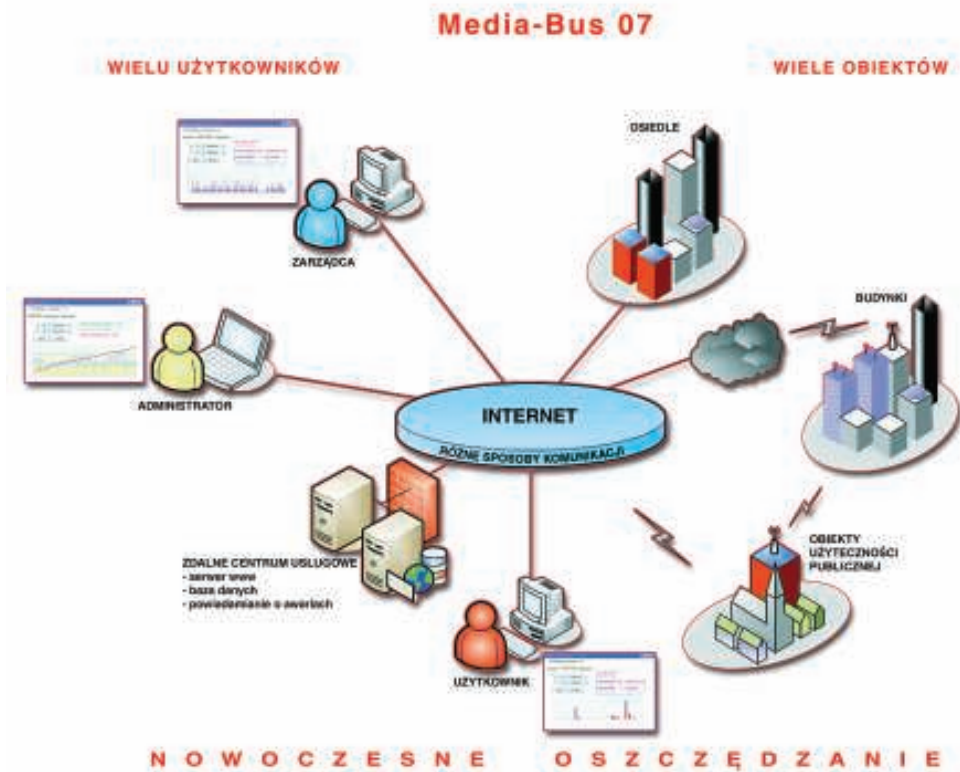 Media-Bus 07
WIELU UŻYTKOWNIKÓW
WIELE OBIEKTÓW
OSIEDLE
ZARZĄDCA
BUDYNKI
ADMINISTRATOR
INTERNET
RÓŻNE SPOSOBY KOMUNIKACJI
ZDALNE CENTRUM USŁUGOWE
- serwer www
- baza danych
- powiadamianie o awariach
OBIEKTY
UŻYTECZNOŚCI
PUBLICZNEJ
UŻYTKOWNIK
NOWOCZESNE OSZCZĘDZANIE